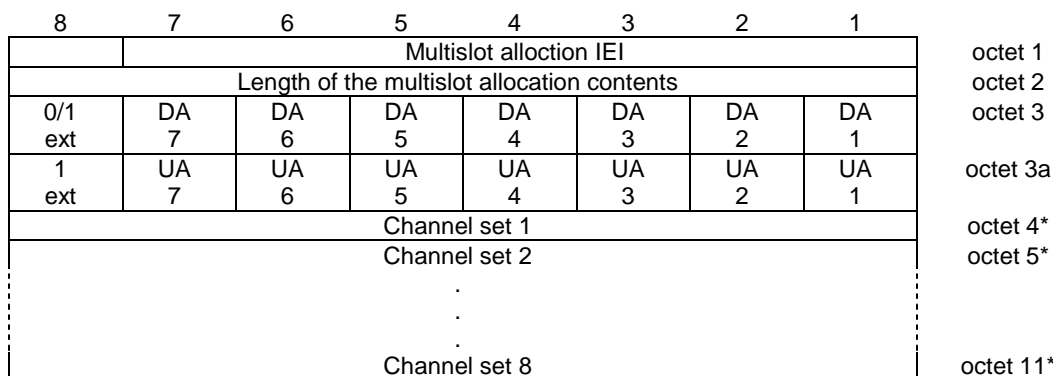 8 7 6 5 4 3 2 1
Multislot alloction IEI octet 1
Length of the multislot allocation contents octet 2
0/1 DA DA DA DA DA DA DA octet 3
ext 7 6 5 4 3 2 1
1 UA UA UA UA UA UA UA octet 3a
ext 7 6 5 4 3 2 1
Channel set 1 octet 4*
Channel set 2 octet 5*
.
.
.
Channel set 8 octet 11*